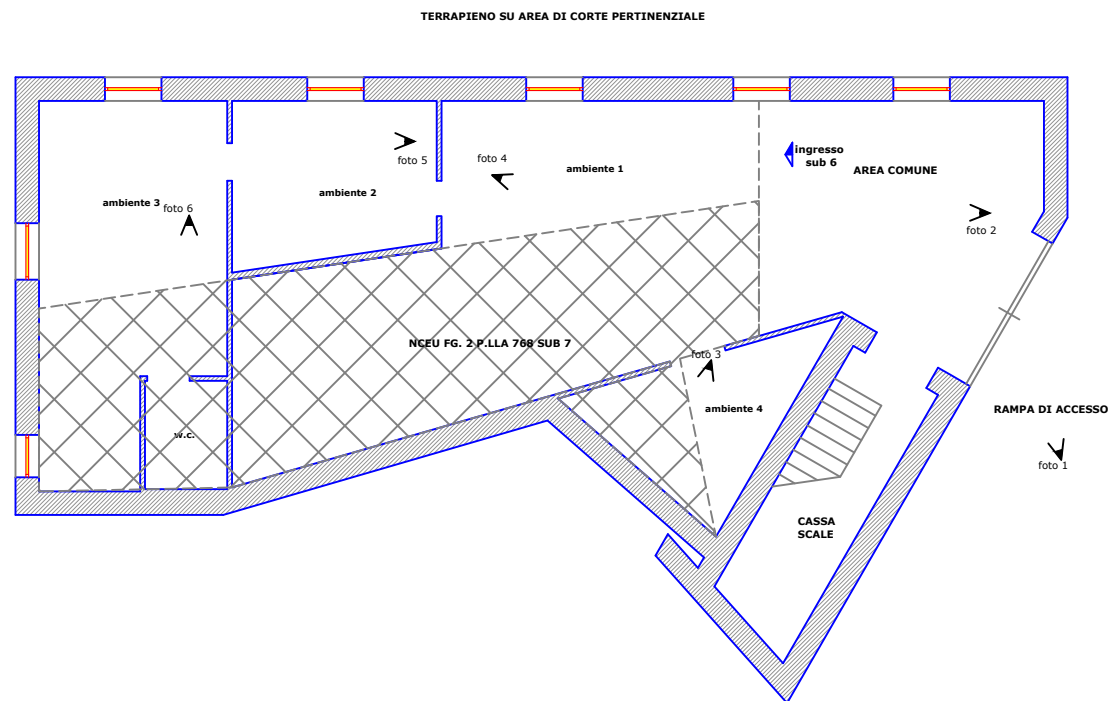 TERRAPIENO SU AREA DI CORTE PERTINENZIALE
ingresso
sub 6
foto 5
foto 4
ambiente 1
AREA COMUNE
ambiente 2
ambiente 3
foto 6
foto 2
NCEU FG. 2 P.LLA 768 SUB 7
foto 3
ambiente 4
RAMPA DI ACCESSO
w.c.
foto 1
CASSA
SCALE